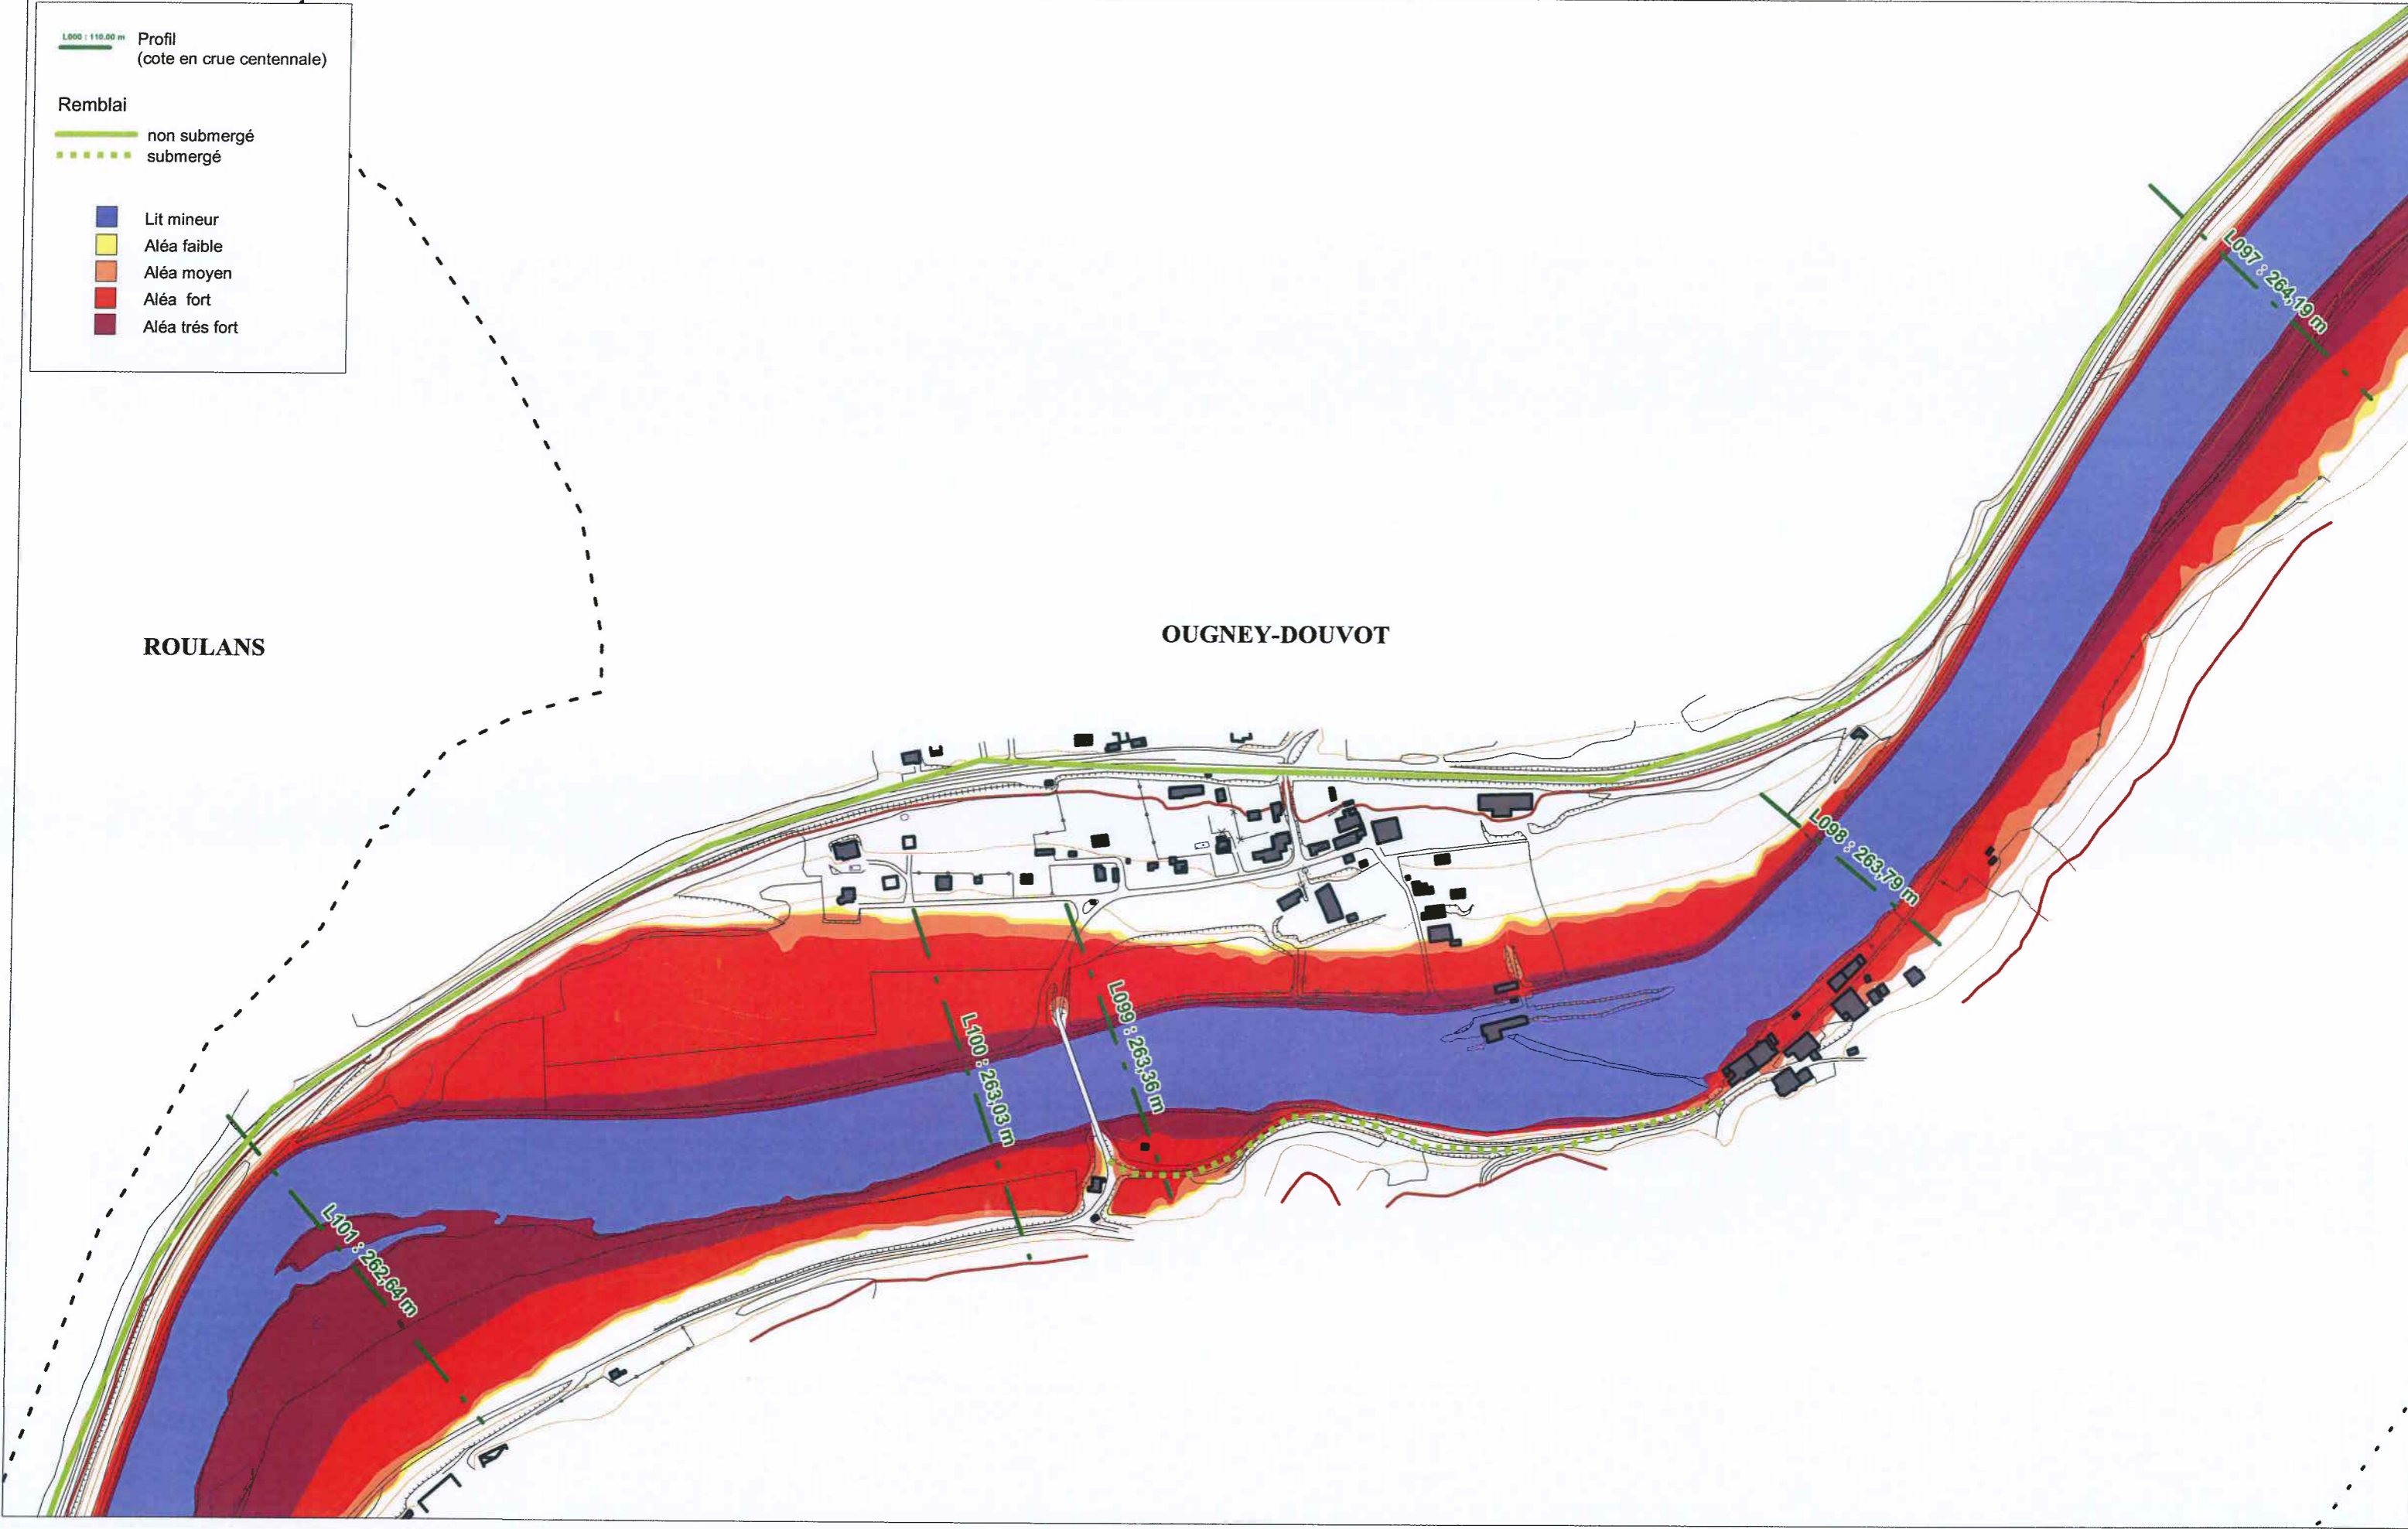 L000 : 110.00 m
Profil
(cote en crue centennale)
Remblai
non submergé
submergé
Lit mineur
Aléa faible
Aléa moyen
Aléa fort
Aléa trés fort
L097 : 264,19 m
ROULANS
OUGNEY-DOUVOT
L098 : 263,79 m
L099 : 263,36 m
L100 : 263,03 m
L101 : 262,64 m